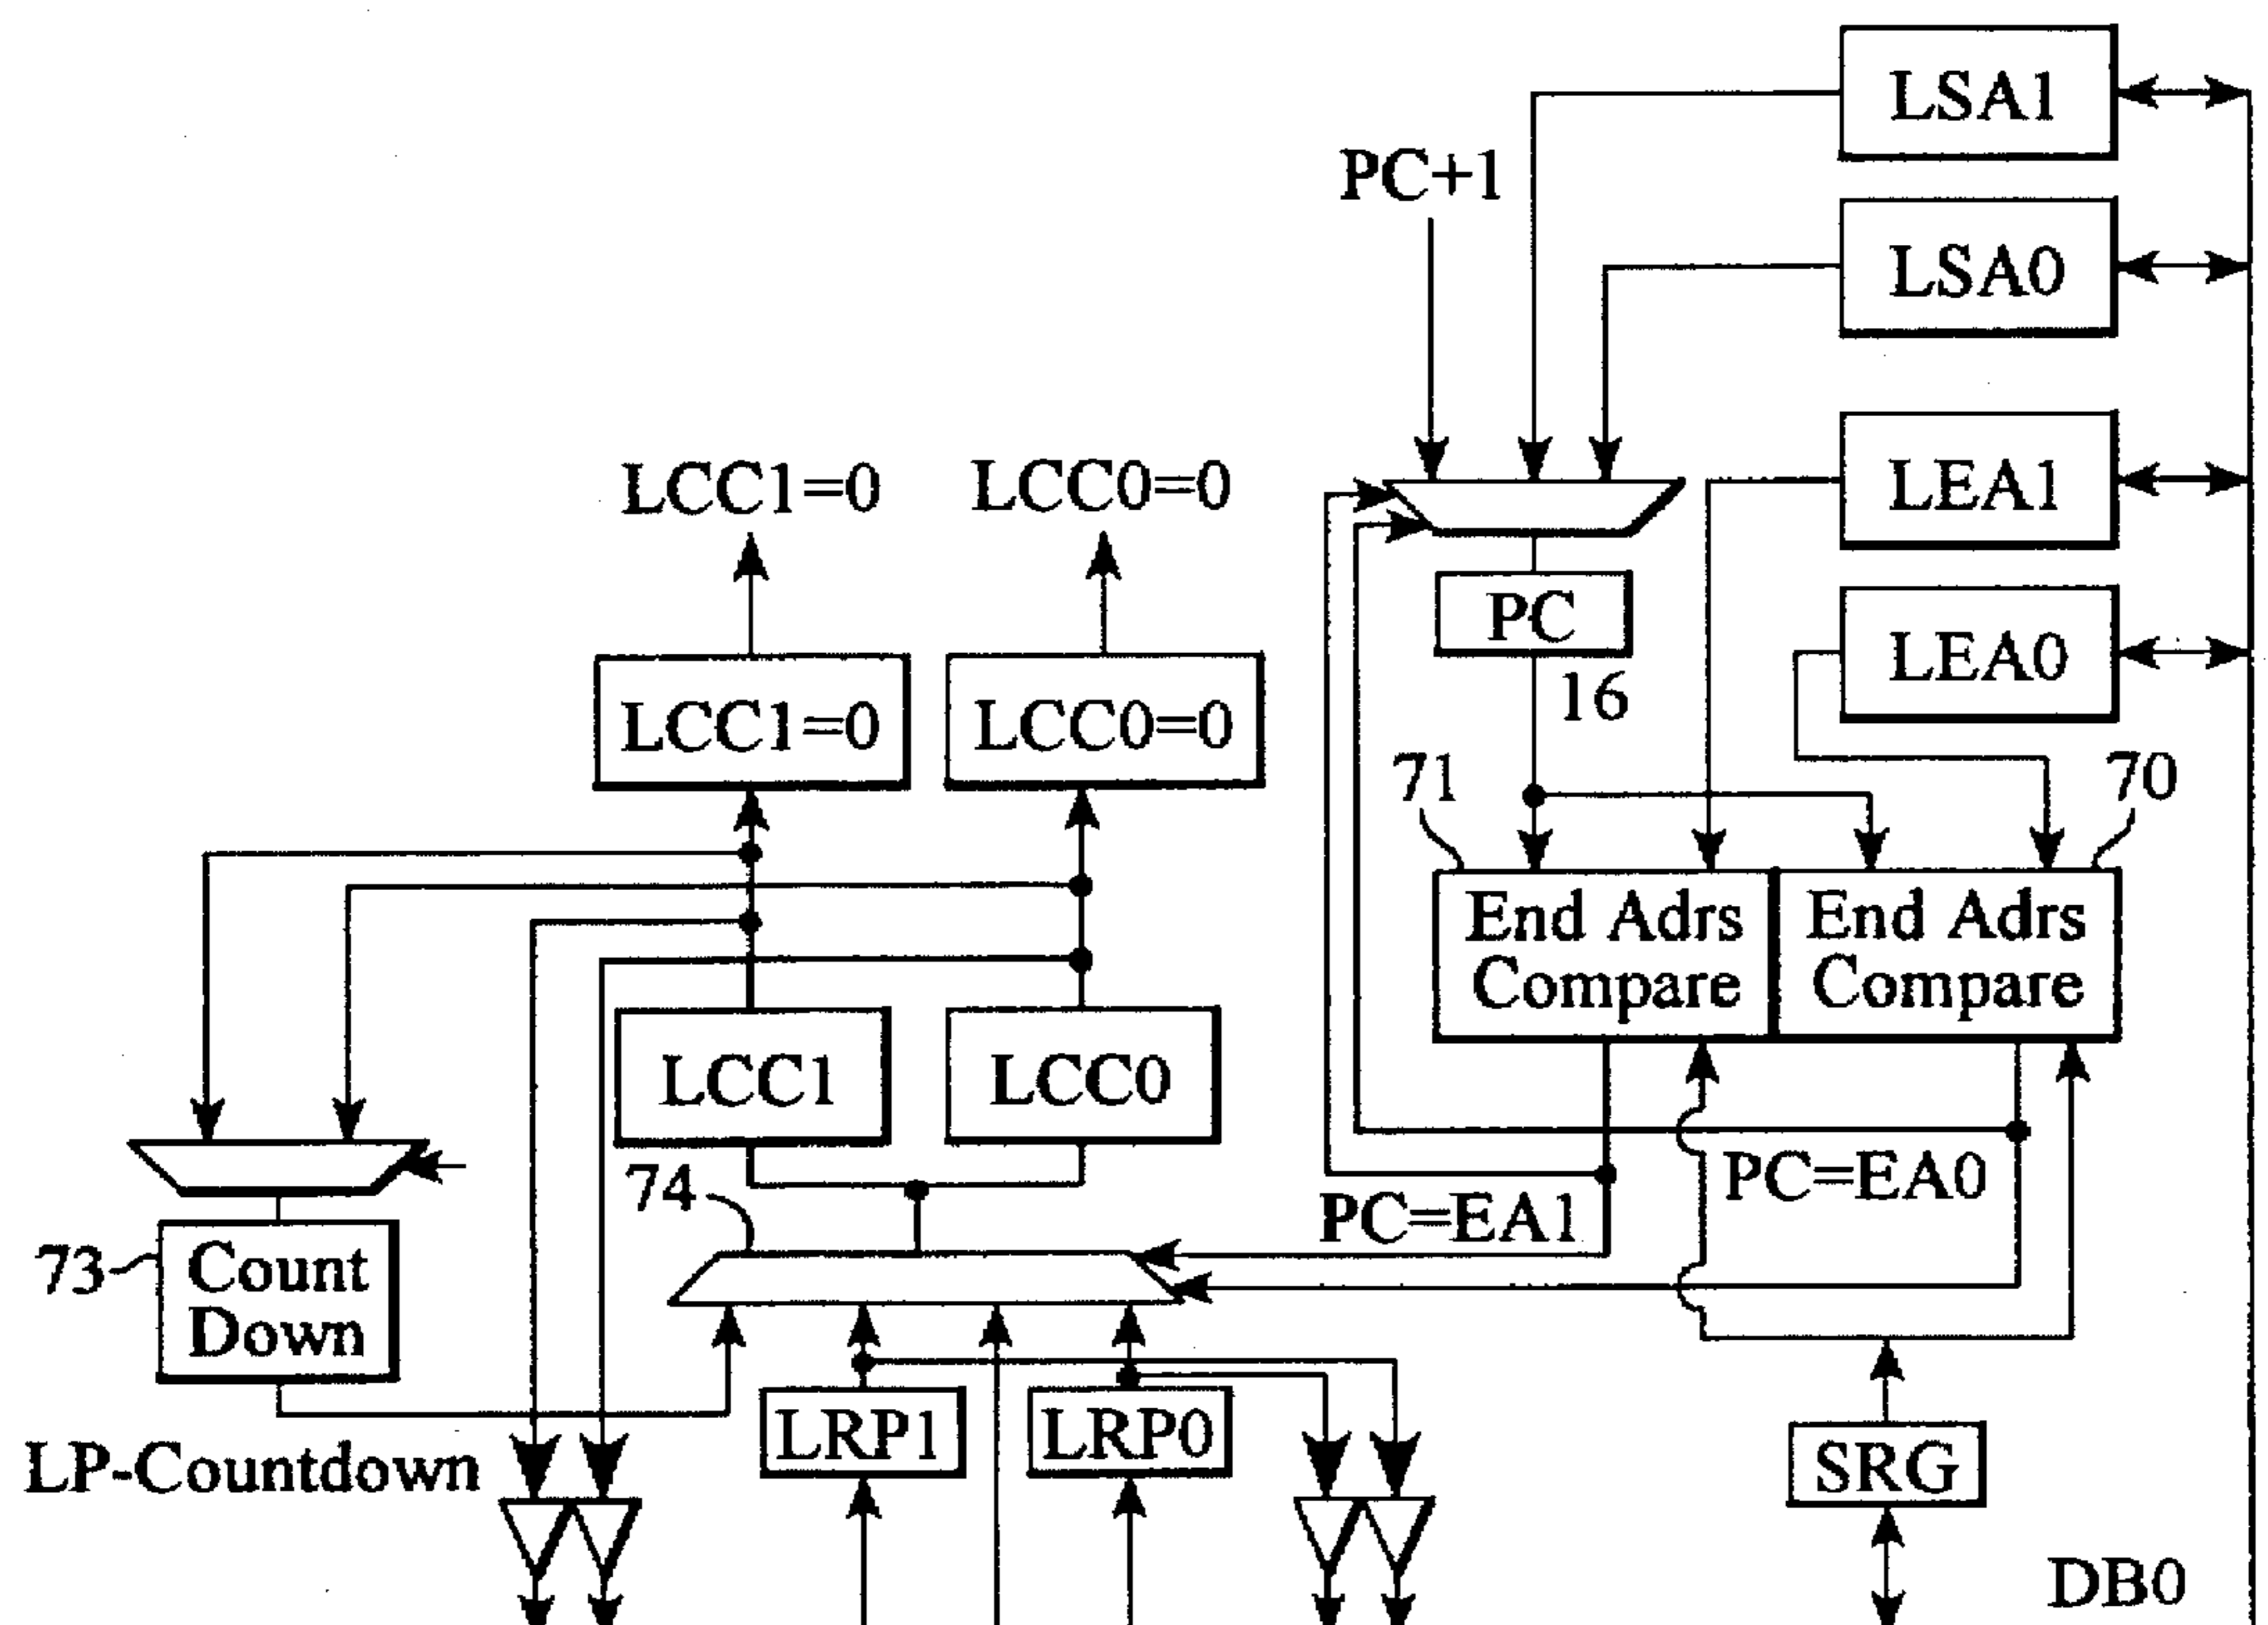 LSA1
PC+1
LSA0
LCC1=0
LCC0=0
LEA1
PC
LEA0
LCC1=0
LCC0=0
16
71
70
End Adrs
Compare
End Adrs
Compare
LCC1
LCC0
74
PC=EA1
PC=EA0
73
Count
Down
LRP1
LRP0
LP-Countdown
SRG
DB0